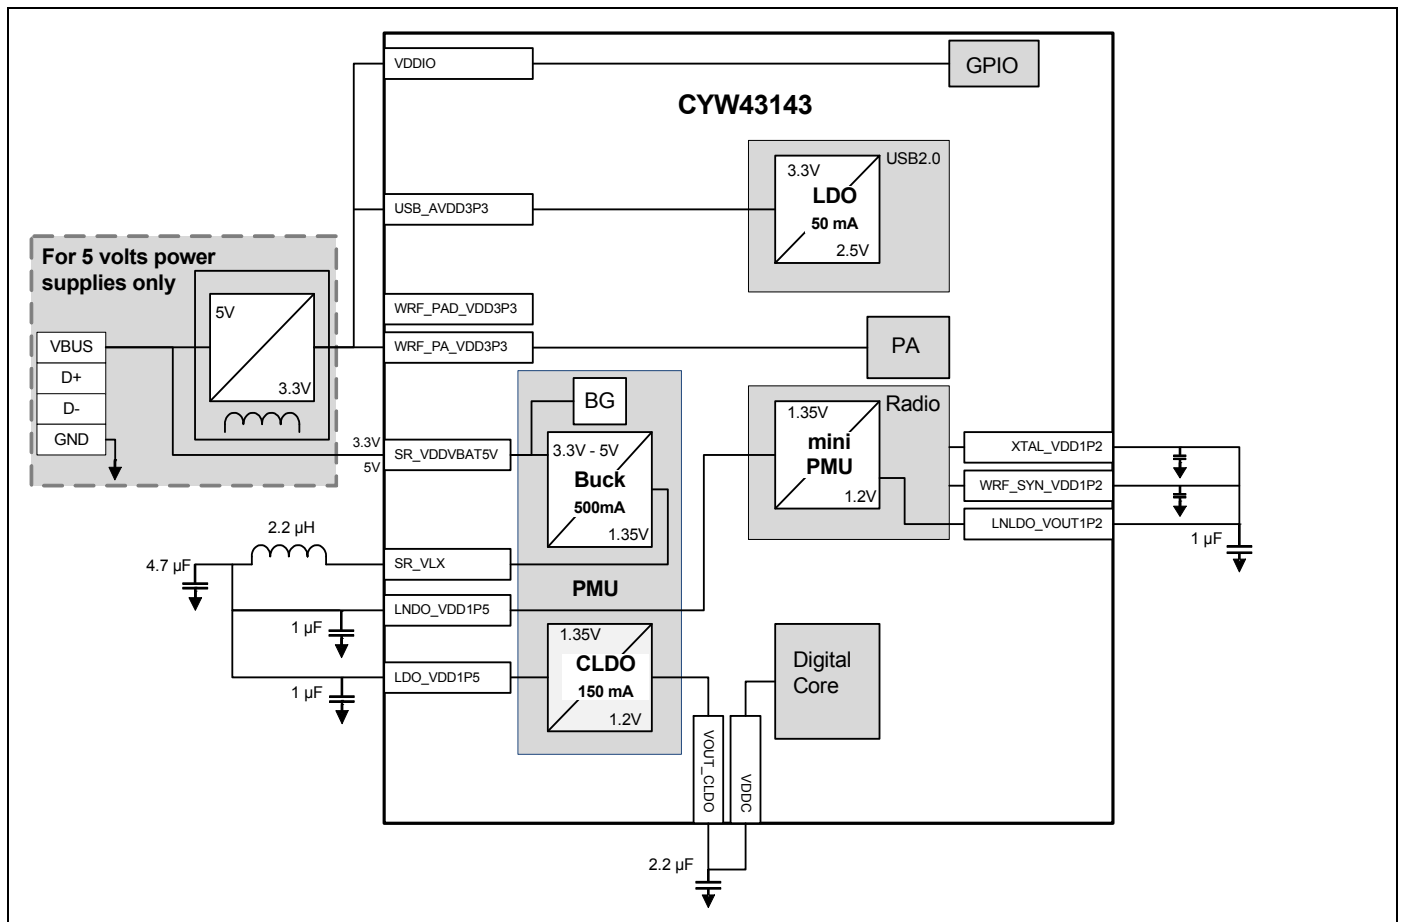 VDDIO
GPIO
CYW43143
USB2.0
3.3V
LDO
50 mA
2.5V
USB_AVDD3P3
For 5 volts power
supplies only
5V
3.3V
WRF_PAD_VDD3P3
WRF_PA_VDD3P3
PA
VBUS
D+
D-
GND
BG
3.3V
5V
SR_VDDVBAT5V
3.3V - 5V
Buck
500mA
1.35V
Radio
1.35V
mini
PMU
1.2V
XTAL_VDD1P2
WRF_SYN_VDD1P2
LNLDO_VOUT1P2
1 µF
2.2 µH
4.7 µF
SR_VLX
PMU
LNDO_VDD1P5
1 µF
1.35V
CLDO
150 mA
1.2V
LDO_VDD1P5
1 µF
Digital
Core
VOUT_CLDO
VDDC
2.2 µF